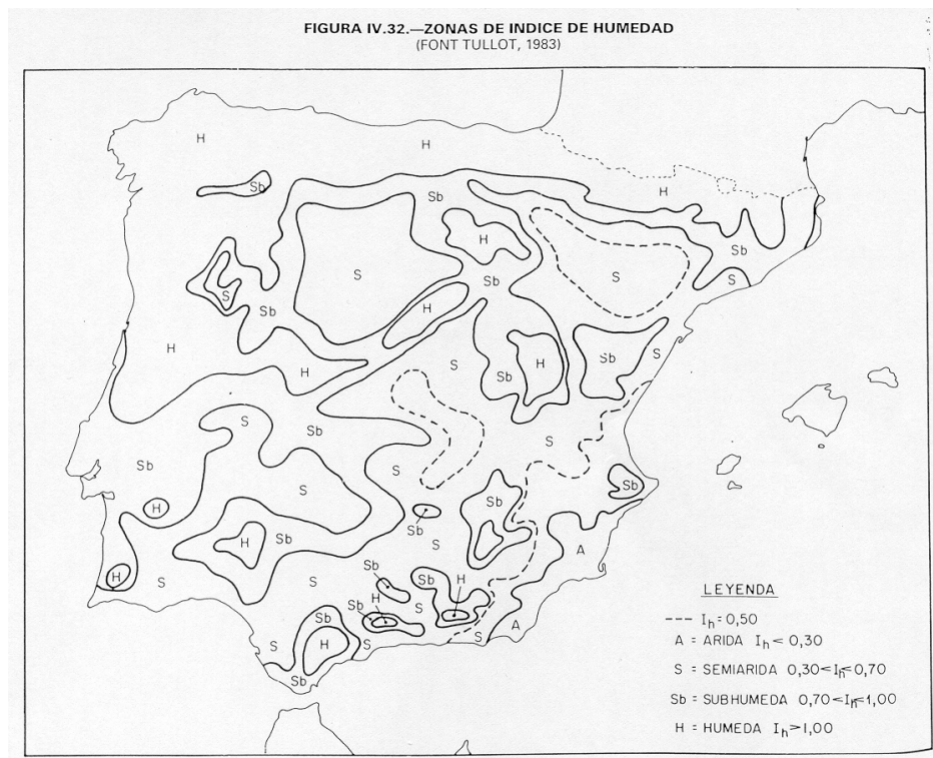 FIGURA IV.32.—ZONAS DE INDICE DE HUMEDAD
(FONT TULLOT, 1983)
H
H
Sb
Sb
H
H
Sb
S
S
Sb
S
S
Sb
H
H
S
Sb
H
Sb
S
H
S
Sb
S
Sb
S
S
Sb
Sb
H
Sb
H
Sb
S
A
Sb
H
S
S
Sb
H
H
S
Sb
Sb
A
S
H
S
S
Sb
LEYENDA
--- Ih=0,50
A = ARIDA Ih < 0,30
S = SEMIARIDA 0,30<Ih<0,70
Sb = SUBHUMEDA 0,70<Ih<1,00
H = HUMEDA Ih>1,00